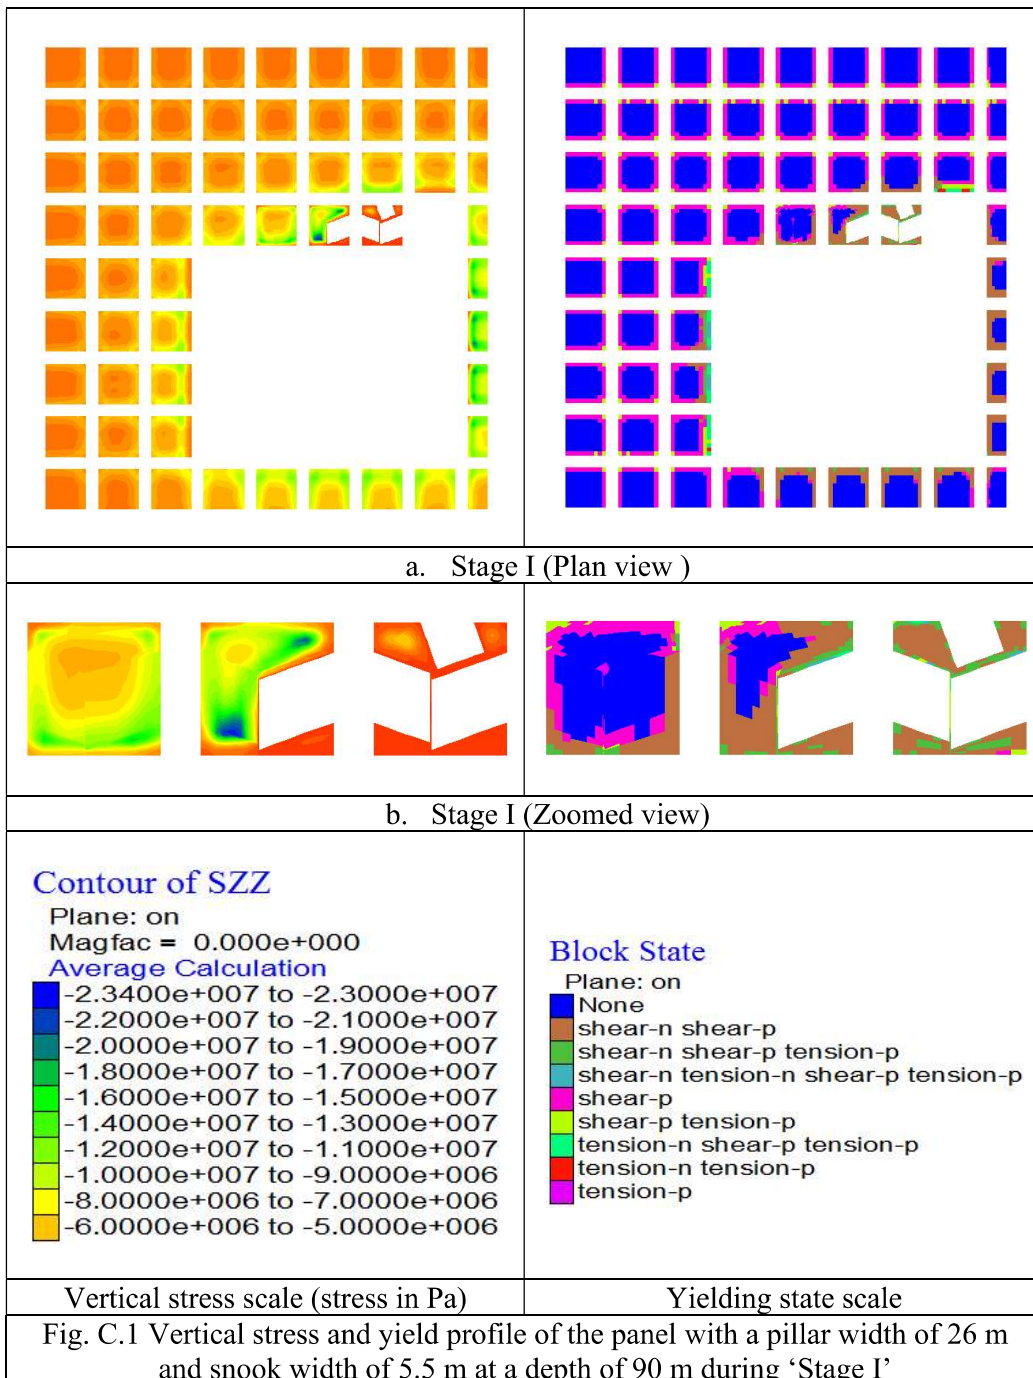 a. Stage I (Plan view )
b. Stage I (Zoomed view)
Contour of SZZ
Plane: on
Magfac = 0.000e+000
Average Calculation
-2.3400e+007 to -2.3000e+007
-2.2000e+007 to -2.1000e+007
-2.0000e+007 to -1.9000e+007
-1.8000e+007 to -1.7000e+007
-1.6000e+007 to -1.5000e+007
-1.4000e+007 to -1.3000e+007
-1.2000e+007 to -1.1000e+007
-1.0000e+007 to -9.0000e+006
-8.0000e+006 to -7.0000e+006
-6.0000e+006 to -5.0000e+006
Block State
Plane: on
None
shear-n shear-p
shear-n shear-p tension-p
shear-n tension-n shear-p tension-p
shear-p
shear-p tension-p
tension-n shear-p tension-p
tension-n tension-p
tension-p
Vertical stress scale (stress in Pa)
Yielding state scale
Fig. C.1 Vertical stress and yield profile of the panel with a pillar width of 26 m
and snook width of 5.5 m at a depth of 90 m during ‘Stage I’